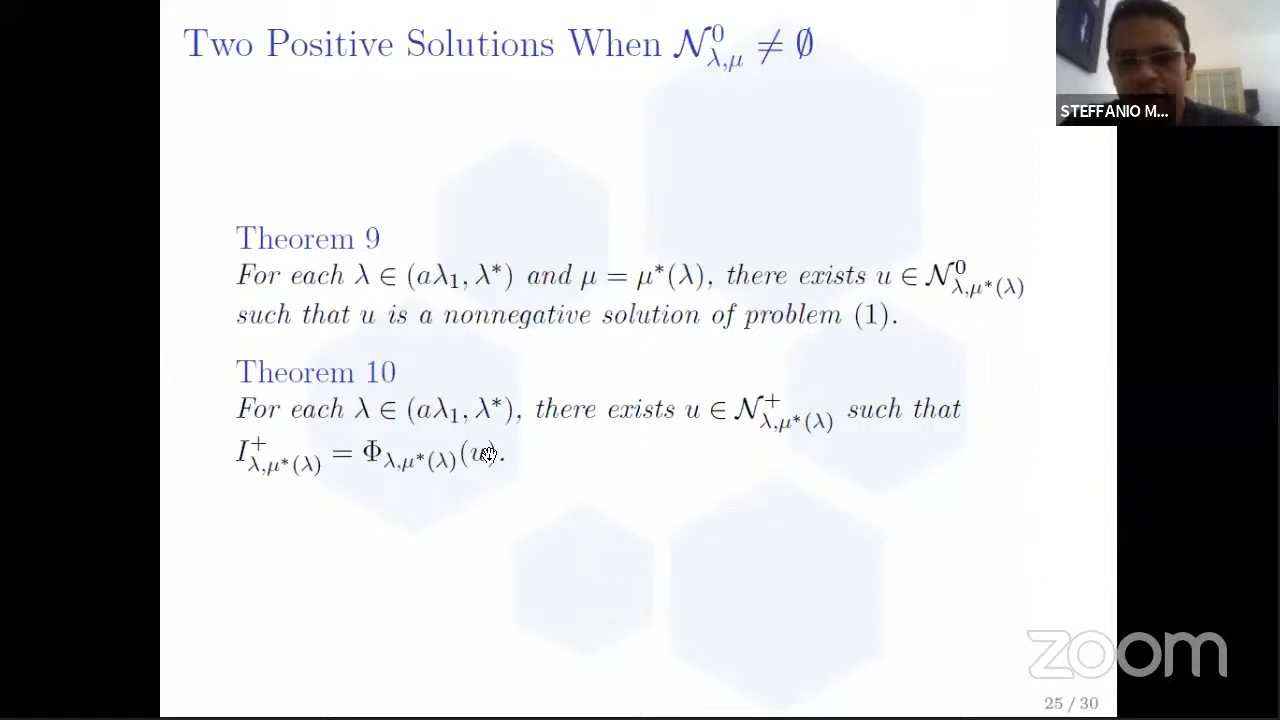 Two Positive Solutions When 𝒩⁰_{λ,μ} ≠ ∅
STEFFANIO M...
Theorem 9
For each λ ∈ (aλ₁, λ*) and μ = μ*(λ), there exists u ∈ 𝒩⁰_{λ,μ*(λ)}
such that u is a nonnegative solution of problem (1).
Theorem 10
For each λ ∈ (aλ₁, λ*), there exists u ∈ 𝒩⁺_{λ,μ*(λ)} such that
I⁺_{λ,μ*(λ)} = Φ_{λ,μ*(λ)}(u).
zoom
25 / 30